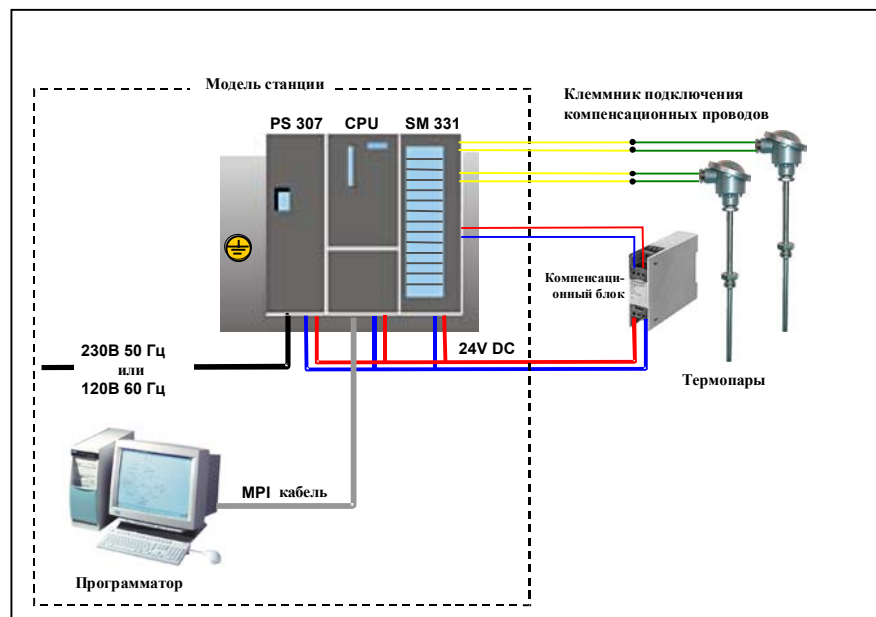 Модель станции
Клеммник подключения
компенсационных проводов
PS 307 CPU SM 331
Компенсаци-
онный блок
24V DC
230В 50 Гц
или
120В 60 Гц
Термопары
MPI кабель
Программатор